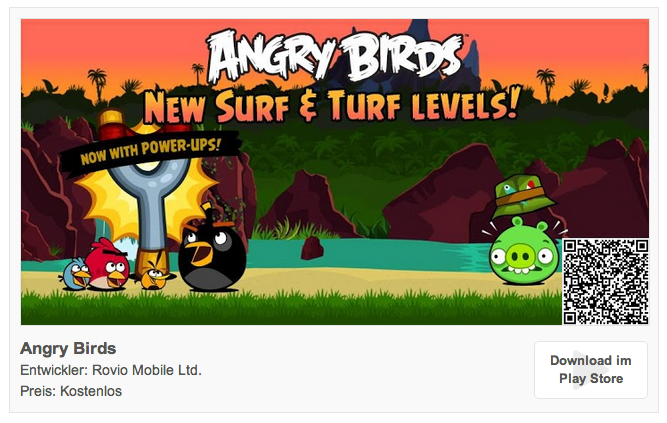 ANGRY BIRDS™
NEW SURF & TURF LEVELS!
NOW WITH POWER-UPS!
Angry Birds
Entwickler: Rovio Mobile Ltd.
Preis: Kostenlos
Download im
Play Store